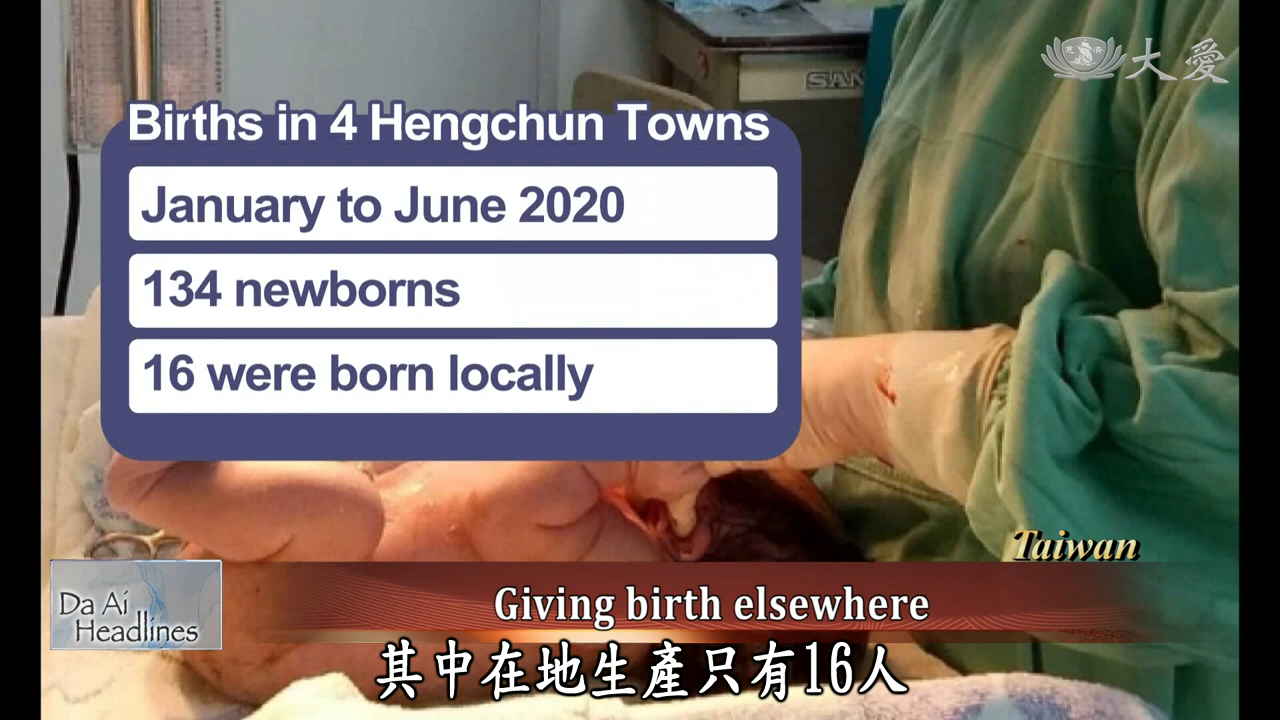 大愛
SAN
Births in 4 Hengchun Towns
January to June 2020
134 newborns
16 were born locally
Taiwan
Da Ai
Headlines
Giving birth elsewhere
其中在地生產只有16人